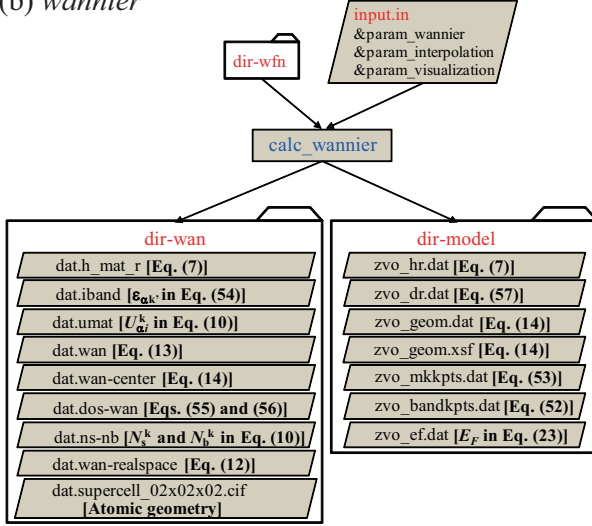 (b) wannier
input.in
&param_wannier
&param_interpolation
&param_visualization
dir-wfn
calc_wannier
dir-wan
dat.h_mat_r [Eq. (7)]
dat.iband [εαk, in Eq. (54)]
dat.umat [Uαi^k in Eq. (10)]
dat.wan [Eq. (13)]
dat.wan-center [Eq. (14)]
dat.dos-wan [Eqs. (55) and (56)]
dat.ns-nb [Ns^k and Nb^k in Eq. (10)]
dat.wan-realspace [Eq. (12)]
dat.supercell_02x02x02.cif
[Atomic geometry]
dir-model
zvo_hr.dat [Eq. (7)]
zvo_dr.dat [Eq. (57)]
zvo_geom.dat [Eq. (14)]
zvo_geom.xsf [Eq. (14)]
zvo_mkkpts.dat [Eq. (53)]
zvo_bandkpts.dat [Eq. (52)]
zvo_ef.dat [EF in Eq. (23)]